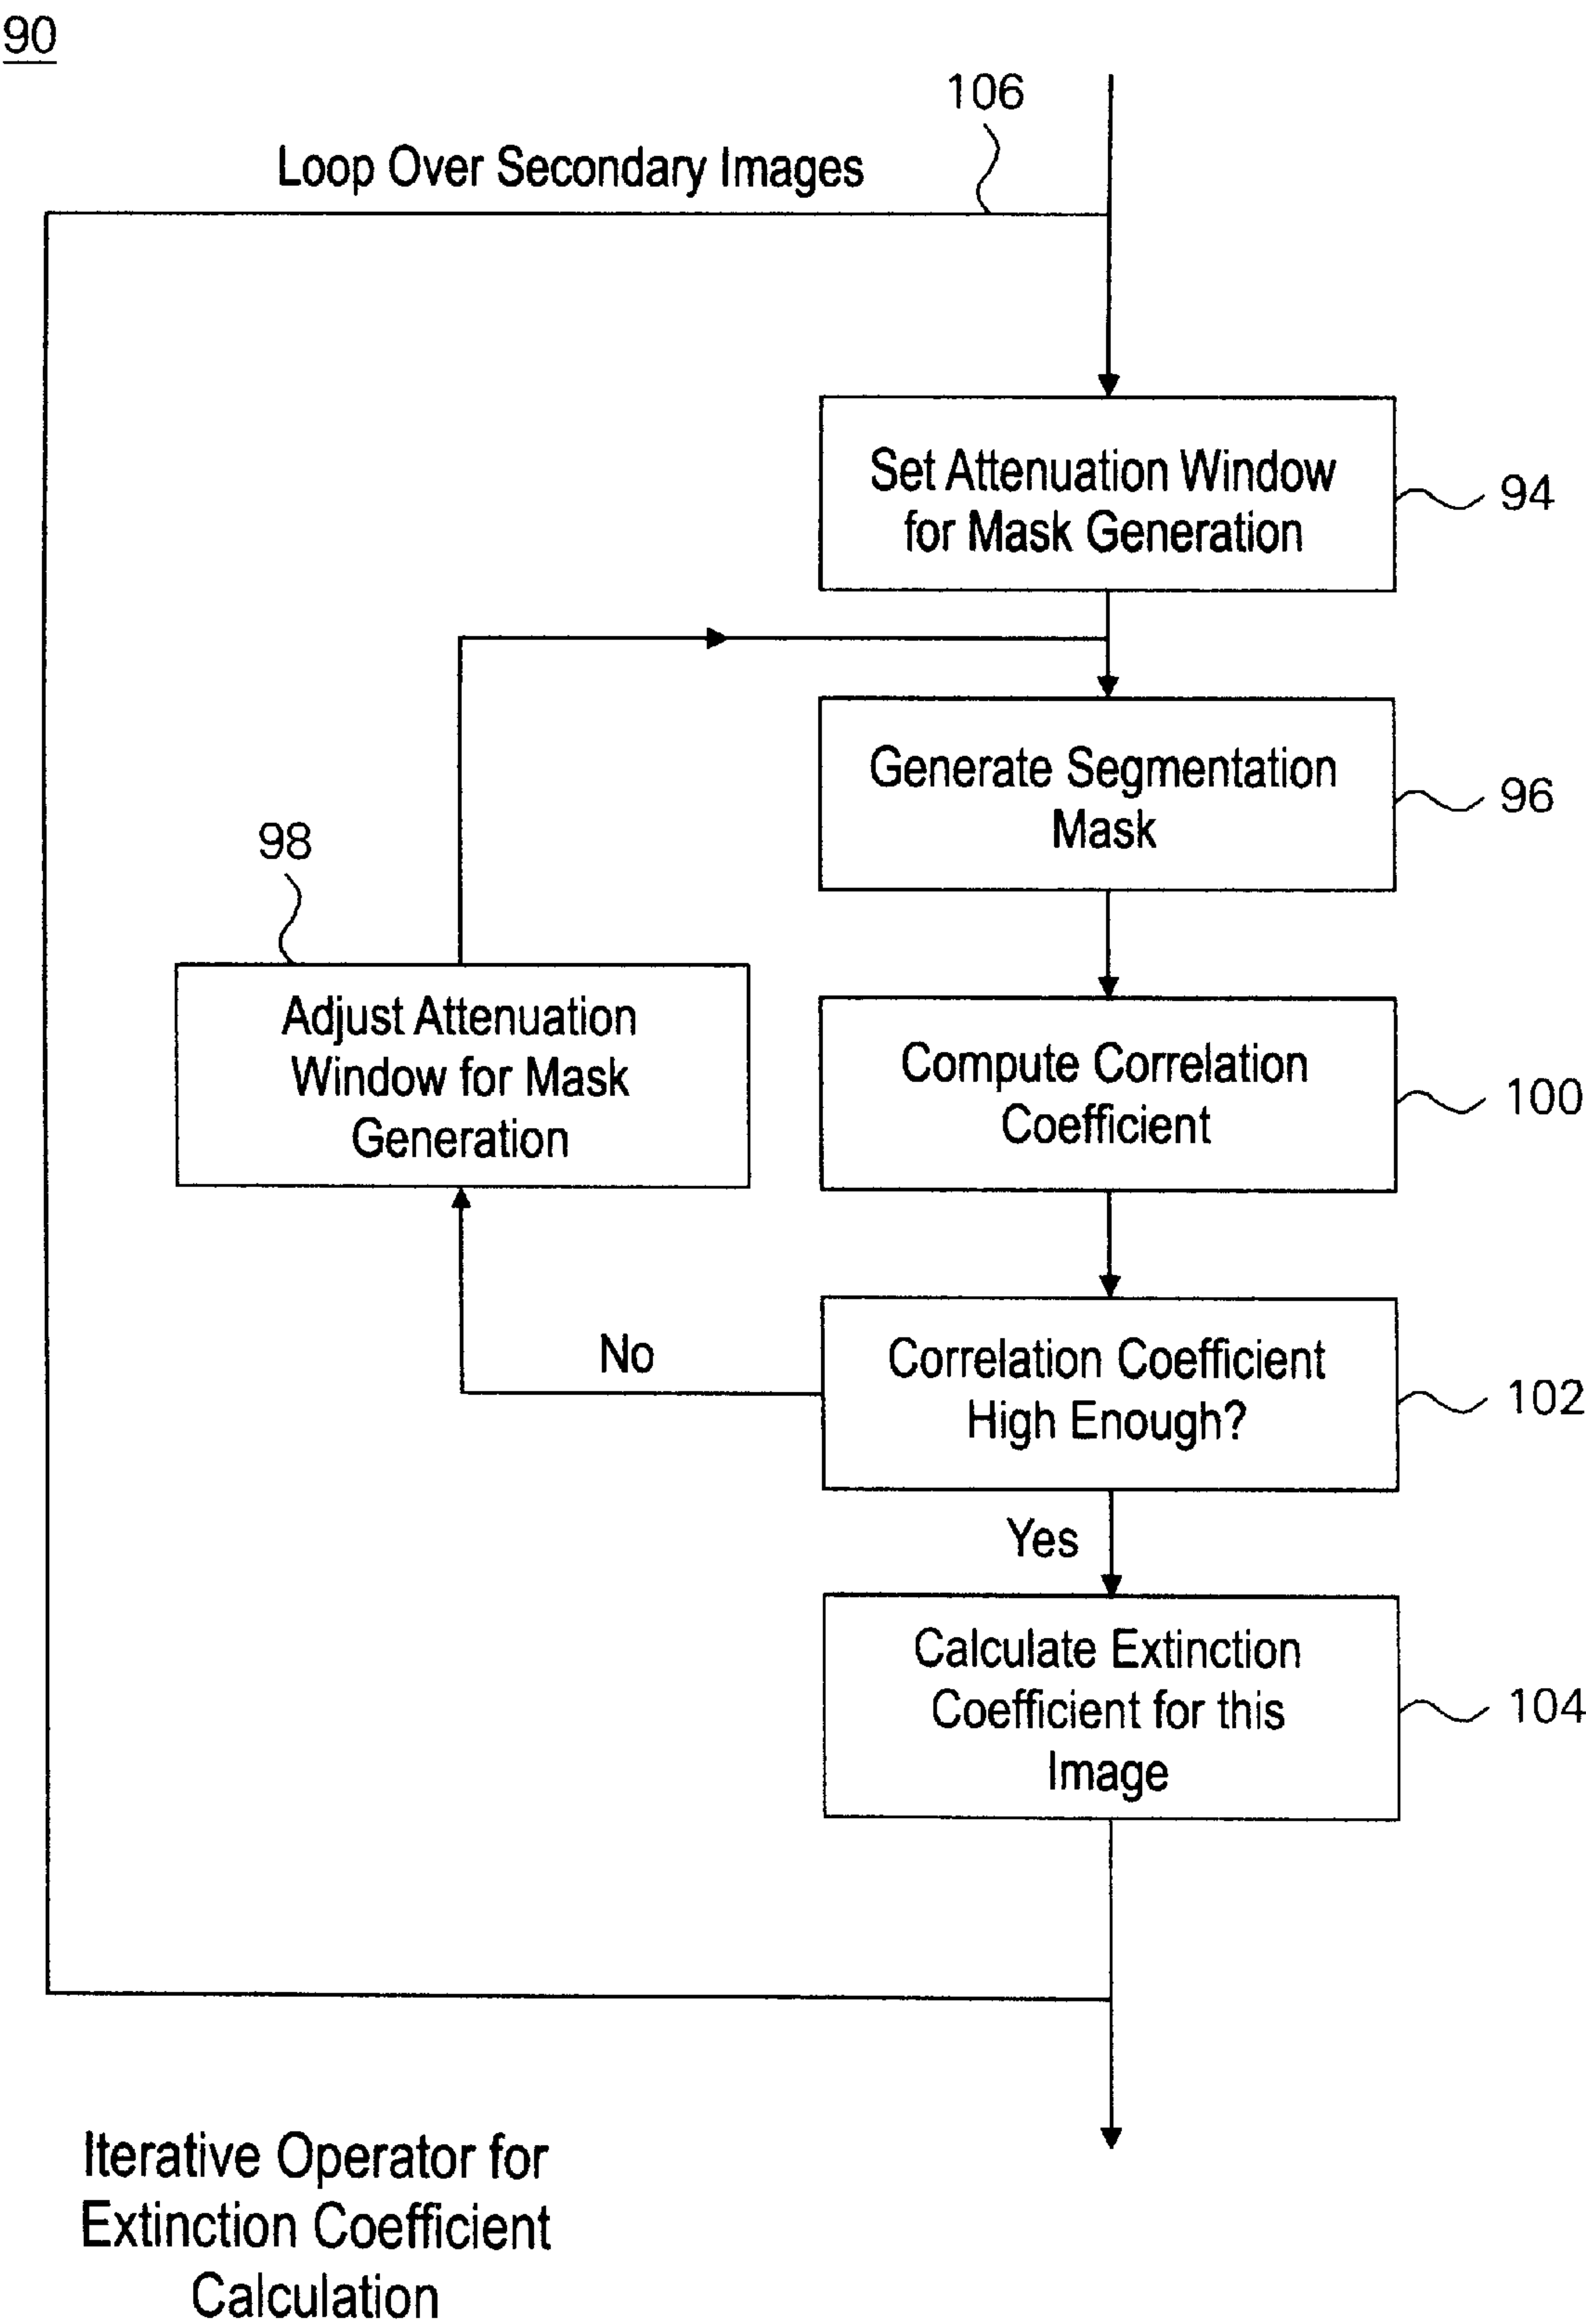 90
106
Loop Over Secondary Images
Set Attenuation Window
for Mask Generation
94
Generate Segmentation
Mask
96
98
Adjust Attenuation
Window for Mask
Generation
Compute Correlation
Coefficient
100
No
Correlation Coefficient
High Enough?
102
Yes
Calculate Extinction
Coefficient for this
Image
104
Iterative Operator for
Extinction Coefficient
Calculation